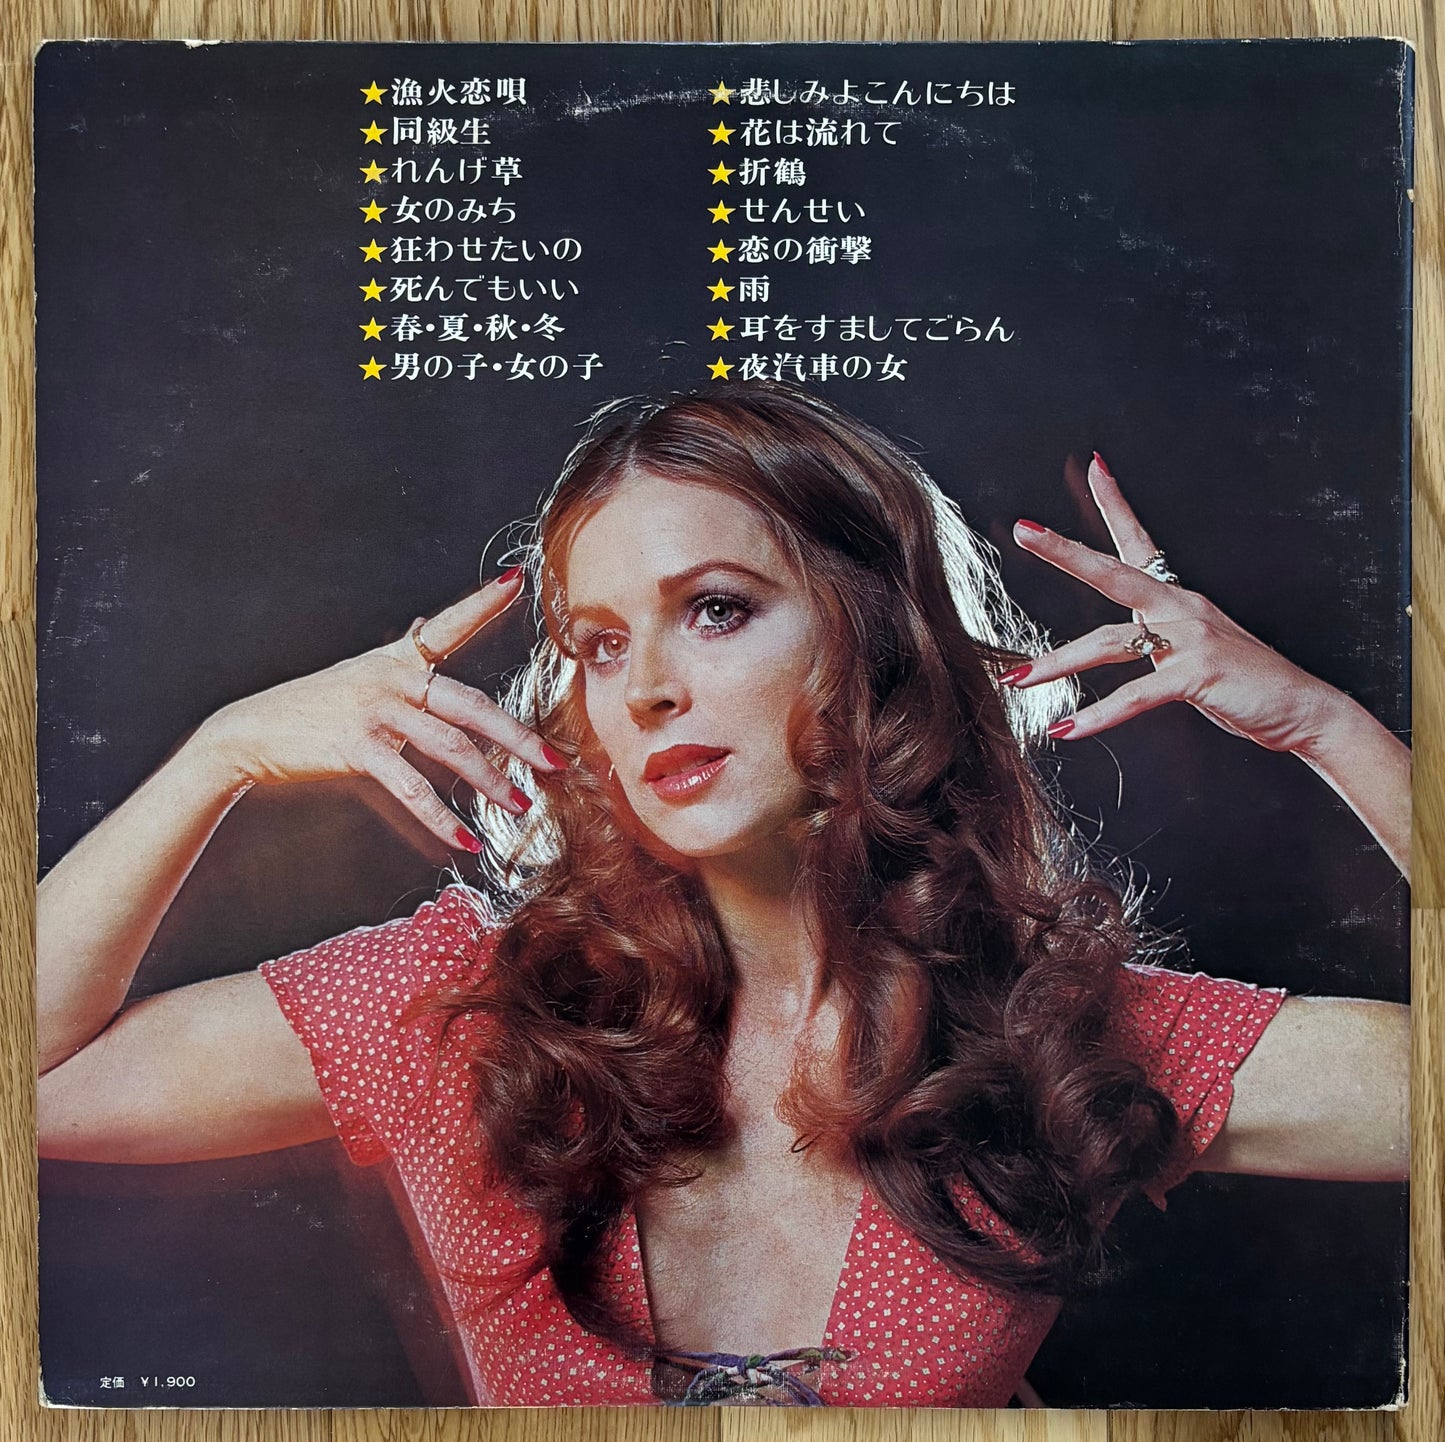 ★漁火恋唄
★同級生
★れんげ草
★女のみち
★狂わせたいの
★死んでもいい
★春・夏・秋・冬
★男の子・女の子
★悲しみよこんにちは
★花は流れて
★折鶴
★せんせい
★恋の衝撃
★雨
★耳をすましてごらん
★夜汽車の女
定価 ¥1,900